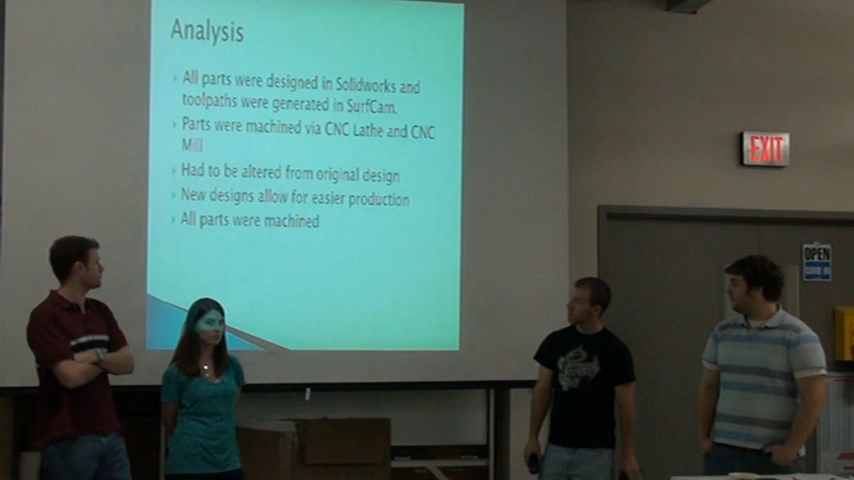 Analysis
All parts were designed in Solidworks and
toolpaths were generated in SurfCam.
Parts were machined via CNC Lathe and CNC
Mill
Had to be altered from original design
New designs allow for easier production
All parts were machined
EXIT
OPEN